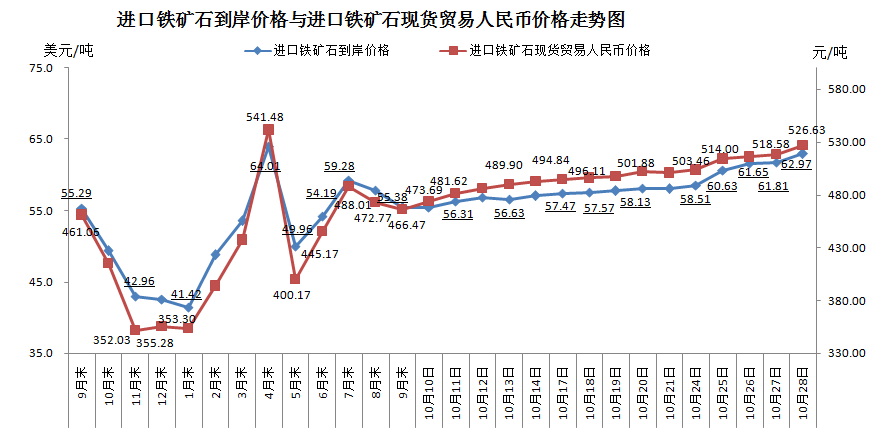 进口铁矿石到岸价格与进口铁矿石现货贸易人民币价格走势图
美元/吨
进口铁矿石到岸价格
进口铁矿石现货贸易人民币价格
元/吨
75.0
65.0
55.0
45.0
35.0
580.00
530.00
480.00
430.00
380.00
330.00
55.29
42.96
41.42
64.01
49.96
54.19
59.28
55.38
56.31
56.63
57.47
57.57
58.13
58.51
60.63
61.65
61.81
62.97
461.06
352.03
355.28
353.30
541.48
400.17
445.17
488.01
472.77
466.47
473.69
481.62
489.90
494.84
496.11
501.88
503.46
514.00
518.58
526.63
9月末
10月末
11月末
12月末
1月末
2月末
3月末
4月末
5月末
6月末
7月末
8月末
9月末
10月10日
10月11日
10月12日
10月13日
10月14日
10月17日
10月18日
10月19日
10月20日
10月21日
10月24日
10月25日
10月26日
10月27日
10月28日